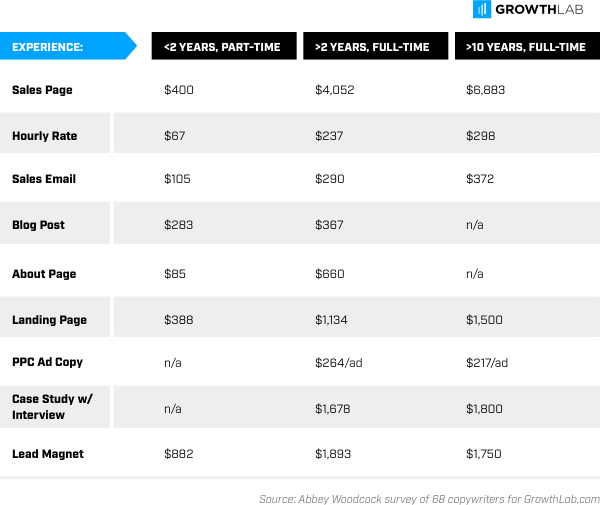 GROWTHLAB
EXPERIENCE: <2 YEARS, PART-TIME >2 YEARS, FULL-TIME >10 YEARS, FULL-TIME
Sales Page $400 $4,052 $6,883
Hourly Rate $67 $237 $298
Sales Email $105 $290 $372
Blog Post $283 $367 n/a
About Page $85 $660 n/a
Landing Page $388 $1,134 $1,500
PPC Ad Copy n/a $264/ad $217/ad
Case Study w/
Interview n/a $1,678 $1,800
Lead Magnet $882 $1,893 $1,750
Source: Abbey Woodcock survey of 68 copywriters for GrowthLab.com